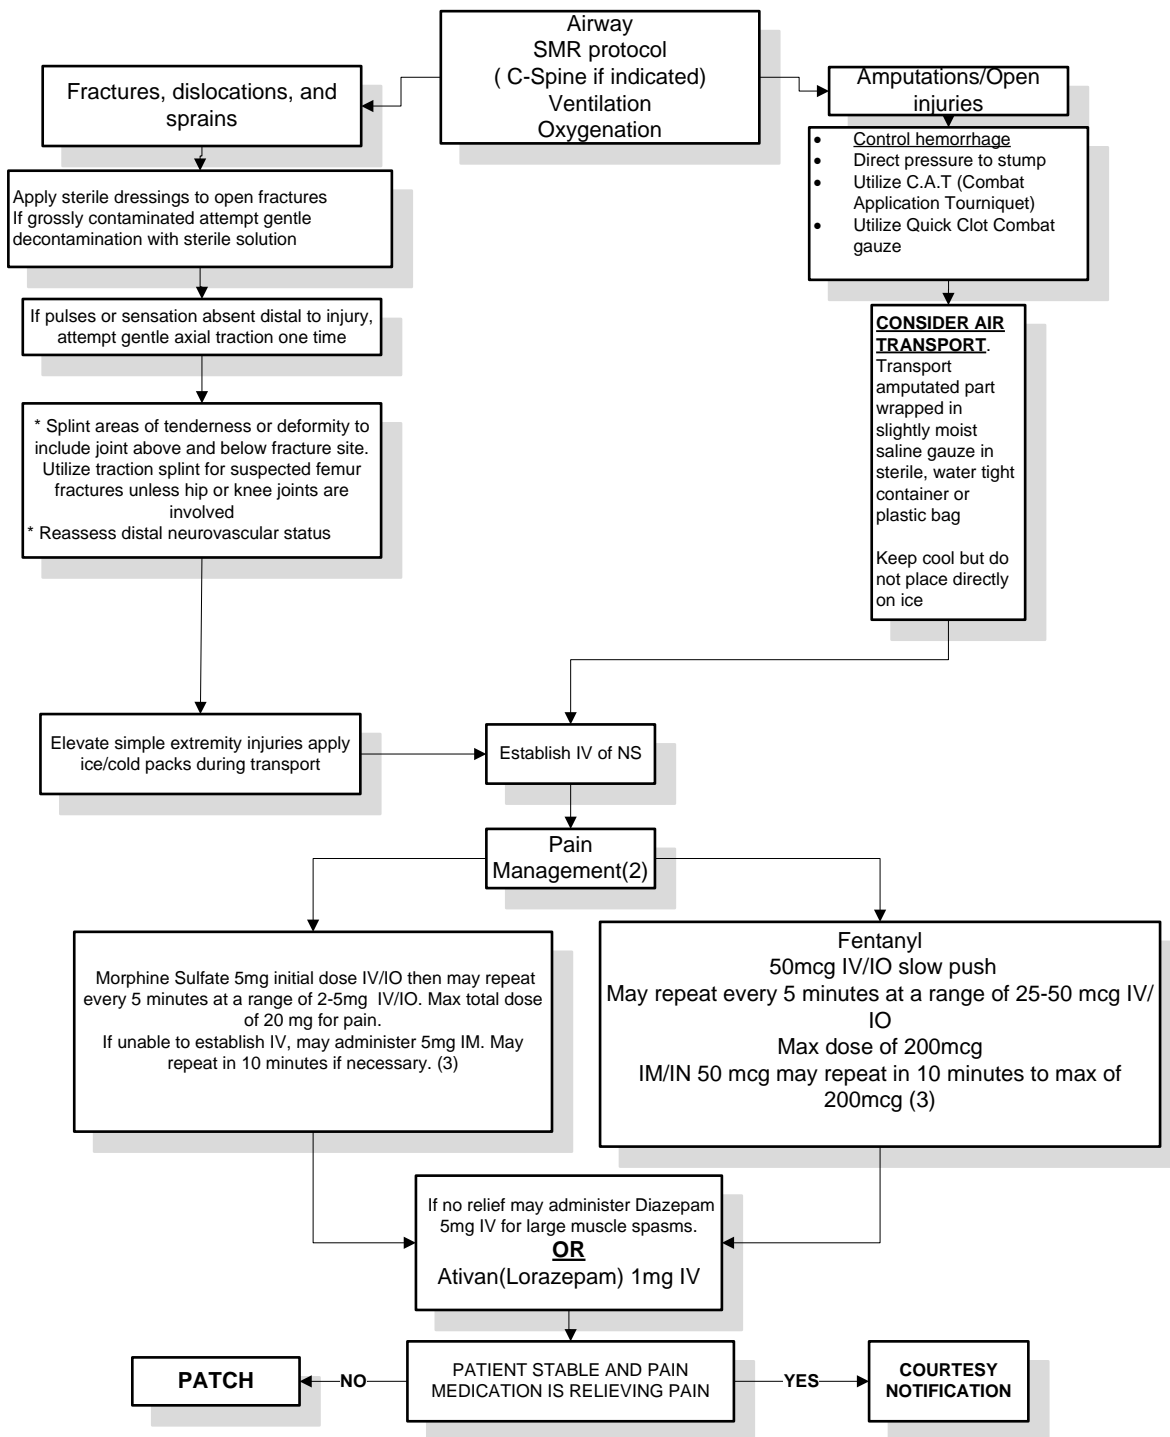 Airway
SMR protocol
( C-Spine if indicated)
Ventilation
Oxygenation
Fractures, dislocations, and
sprains
Amputations/Open
injuries
Apply sterile dressings to open fractures
If grossly contaminated attempt gentle
decontamination with sterile solution
• Control hemorrhage
• Direct pressure to stump
• Utilize C.A.T (Combat
Application Tourniquet)
• Utilize Quick Clot Combat
gauze
If pulses or sensation absent distal to injury,
attempt gentle axial traction one time
CONSIDER AIR
TRANSPORT.
Transport
amputated part
wrapped in
slightly moist
saline gauze in
sterile, water tight
container or
plastic bag
Keep cool but do
not place directly
on ice
* Splint areas of tenderness or deformity to
include joint above and below fracture site.
Utilize traction splint for suspected femur
fractures unless hip or knee joints are
involved
* Reassess distal neurovascular status
Elevate simple extremity injuries apply
ice/cold packs during transport
Establish IV of NS
Pain
Management(2)
Morphine Sulfate 5mg initial dose IV/IO then may repeat
every 5 minutes at a range of 2-5mg IV/IO. Max total dose
of 20 mg for pain.
If unable to establish IV, may administer 5mg IM. May
repeat in 10 minutes if necessary. (3)
Fentanyl
50mcg IV/IO slow push
May repeat every 5 minutes at a range of 25-50 mcg IV/
IO
Max dose of 200mcg
IM/IN 50 mcg may repeat in 10 minutes to max of
200mcg (3)
If no relief may administer Diazepam
5mg IV for large muscle spasms.
OR
Ativan(Lorazepam) 1mg IV
PATCH
NO
PATIENT STABLE AND PAIN
MEDICATION IS RELIEVING PAIN
YES
COURTESY
NOTIFICATION